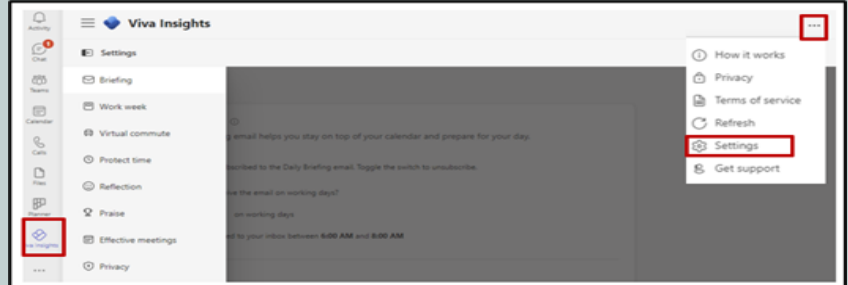 Activity
Chat
Teams
Calendar
Calls
Files
Planner
Viva Insights
Viva Insights
Settings
Briefing
Work week
Virtual commute
Protect time
Reflection
Praise
Effective meetings
Privacy
email helps you stay on top of your calendar and prepare for your day.
to the Daily Briefing email. Toggle the switch to unsubscribe.
the email on working days?
on working days
to your inbox between 6:00 AM and 8:00 AM
How it works
Privacy
Terms of service
Refresh
Settings
Get support